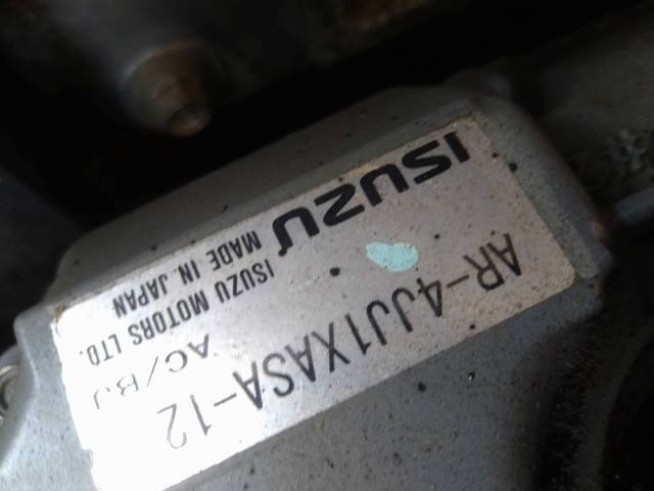 AR-4JJ1XASA-12
AC/BJ
ISUZU
ISUZU MOTORS LTD.
MADE IN JAPAN